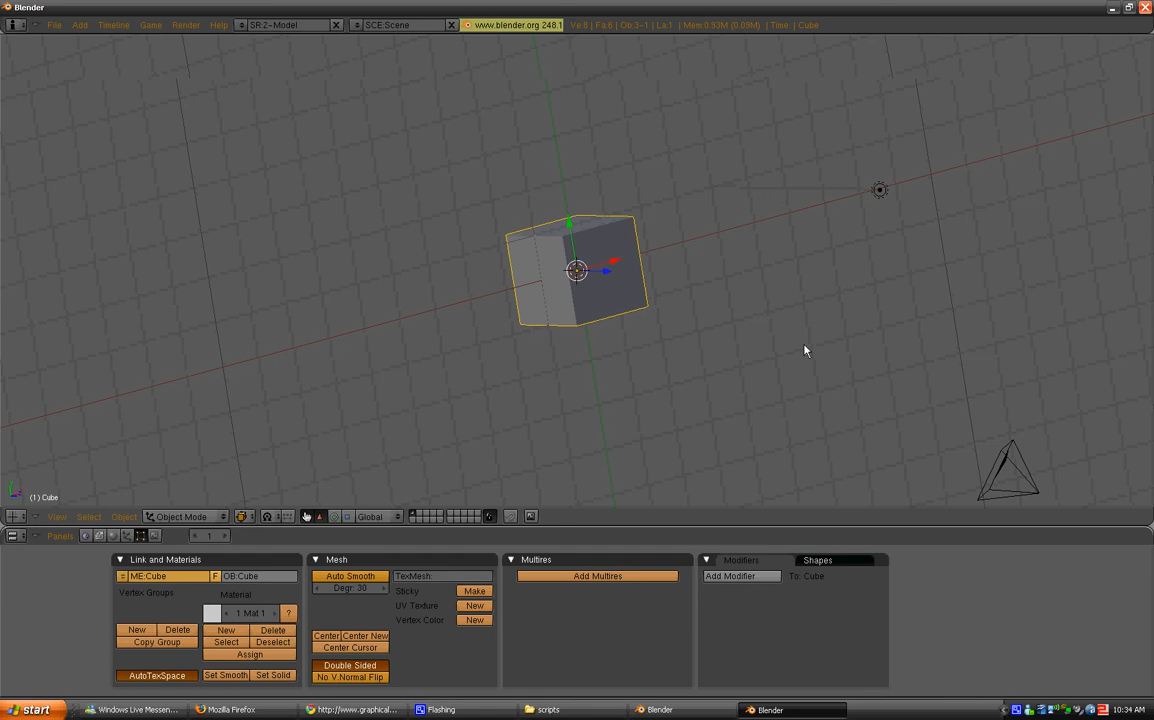 Blender
File Add Timeline Game Render Help SR:2-Model SCE:Scene www.blender.org 248.1 Ve:8 | Fa:6 | Ob:3-1 | La:1 | Mem:0.93M (0.09M) | Time: | Cube
(1) Cube
View Select Object Object Mode Global
Panels 1
Link and Materials Mesh Multires Modifiers Shapes
ME:Cube F OB:Cube Auto Smooth TexMesh: Add Multires Add Modifier To: Cube
Vertex Groups Material Degr: 30 Sticky Make
1 Mat 1 ? UV Texture New
Vertex Color New
New Delete New Delete Center Center New
Copy Group Select Deselect Center Cursor
Assign
Double Sided
AutoTexSpace Set Smooth Set Solid No V.Normal Flip
start Windows Live Messen... Mozilla Firefox http://www.graphical... Flashing scripts Blender Blender 10:34 AM